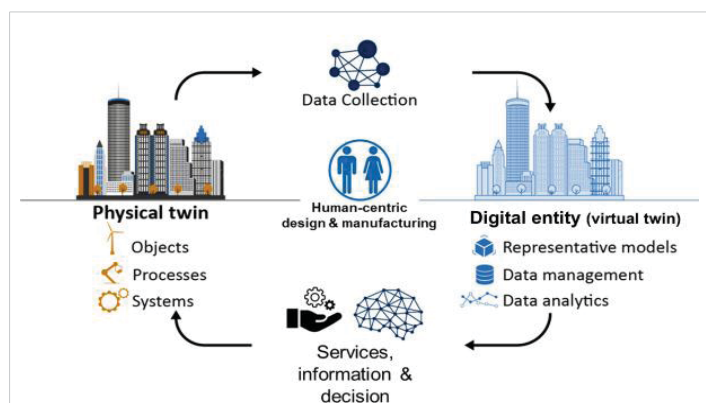 Data Collection
Human-centric
design & manufacturing
Physical twin
Objects
Processes
Systems
Digital entity (virtual twin)
Representative models
Data management
Data analytics
Services,
information &
decision